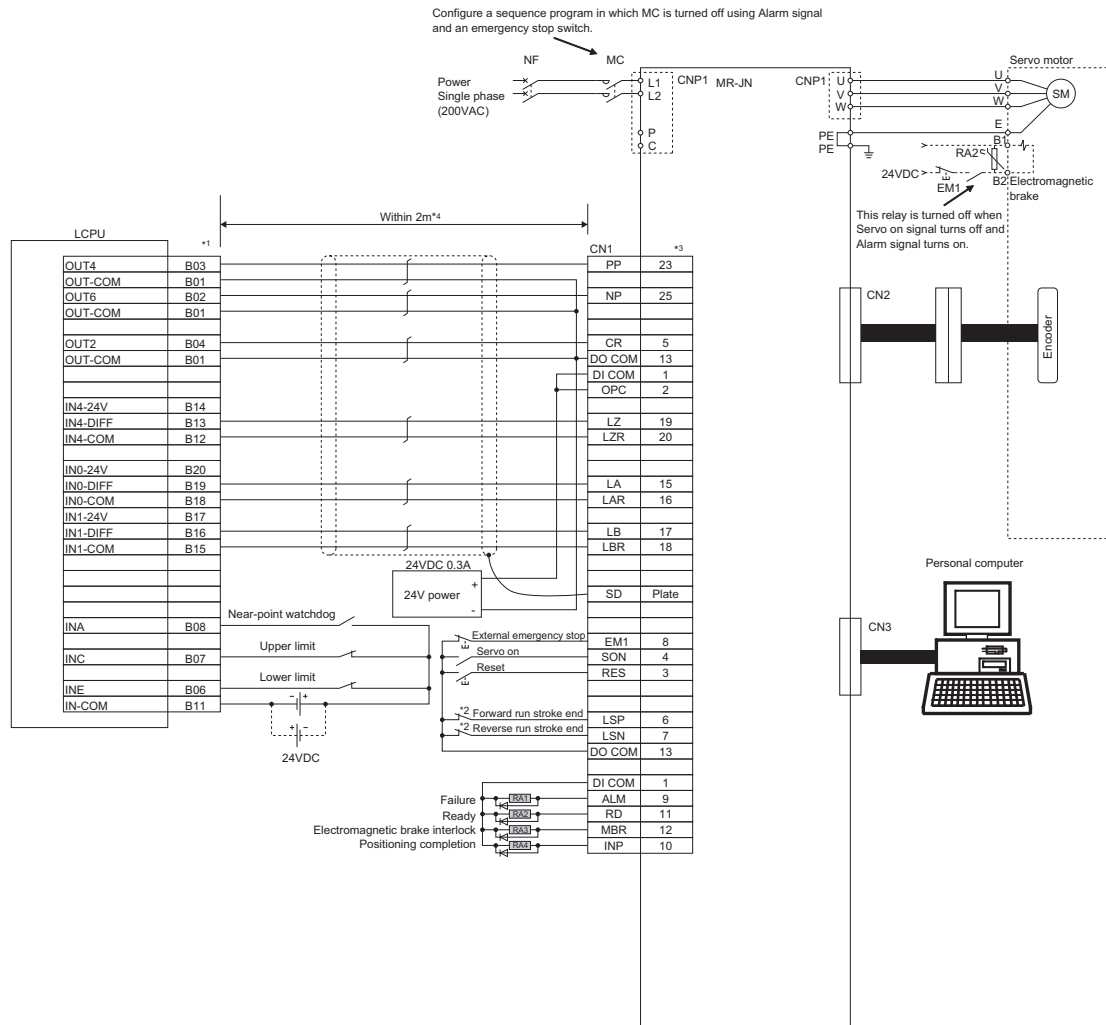 Configure a sequence program in which MC is turned off using Alarm signal
and an emergency stop switch.
NF MC
Power
Single phase
(200VAC)
L1 CNP1 MR-JN
L2
P
C
CNP1 U
V
W
PE
PE
Servo motor
U
V
W
SM
E
B1
RA2
24VDC
EM1
B2 Electromagnetic
brake
This relay is turned off when
Servo on signal turns off and
Alarm signal turns on.
Within 2m*4
LCPU
*1
CN1 *3
OUT4 B03 PP 23
OUT-COM B01
OUT6 B02 NP 25
OUT-COM B01
OUT2 B04 CR 5
OUT-COM B01 DO COM 13
DI COM 1
OPC 2
IN4-24V B14
IN4-DIFF B13 LZ 19
IN4-COM B12 LZR 20
IN0-24V B20
IN0-DIFF B19 LA 15
IN0-COM B18 LAR 16
IN1-24V B17
IN1-DIFF B16 LB 17
IN1-COM B15 LBR 18
24VDC 0.3A
24V power + -
SD Plate
Near-point watchdog
INA B08
Upper limit
INC B07
Lower limit
INE B06
IN-COM B11
- +
+ -
24VDC
External emergency stop EM1 8
Servo on SON 4
Reset RES 3
*2 Forward run stroke end LSP 6
*2 Reverse run stroke end LSN 7
DO COM 13
DI COM 1
Failure RA1 ALM 9
Ready RA2 RD 11
Electromagnetic brake interlock RA3 MBR 12
Positioning completion RA4 INP 10
CN2
Encoder
Personal computer
CN3